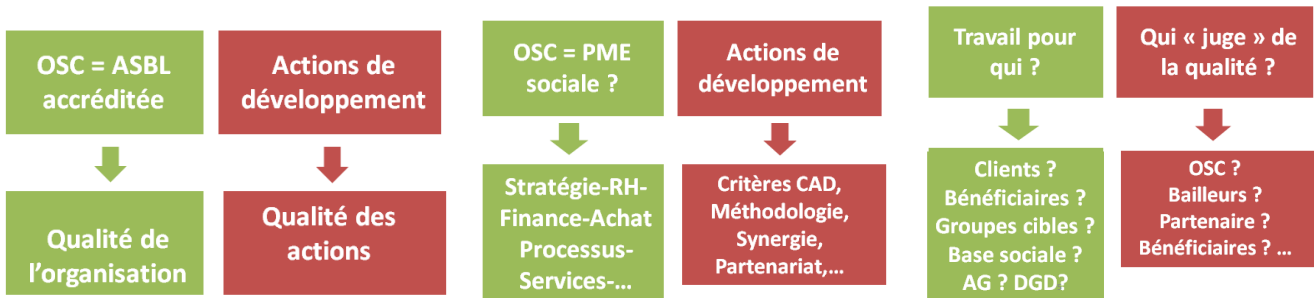 OSC = ASBL
accréditée
Actions de
développement
Qualité de
l'organisation
Qualité des
actions
OSC = PME
sociale ?
Actions de
développement
Stratégie-RH-
Finance-Achat
Processus-
Services-...
Critères CAD,
Méthodologie,
Synergie,
Partenariat,...
Travail pour
qui ?
Qui « juge » de
la qualité ?
Clients ?
Bénéficiaires ?
Groupes cibles ?
Base sociale ?
AG ? DGD?
OSC ?
Bailleurs ?
Partenaire ?
Bénéficiaires ? ...